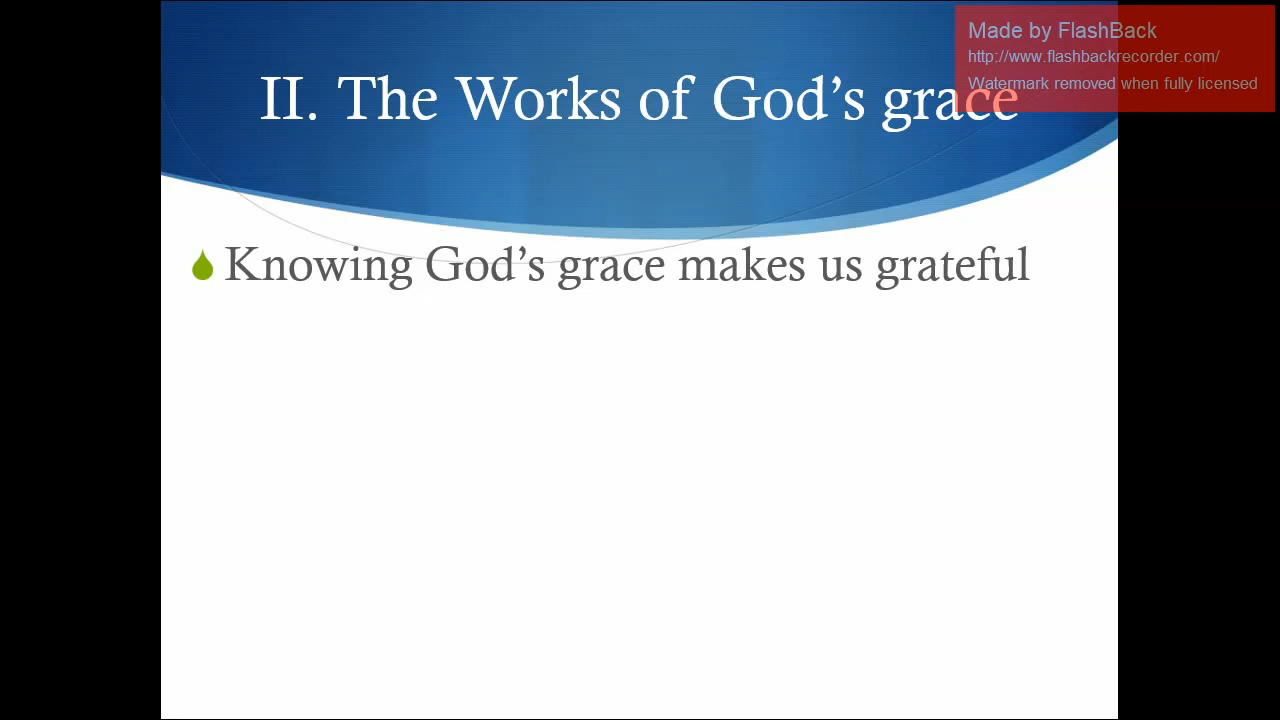 Made by FlashBack
http://www.flashbackrecorder.com/
Watermark removed when fully licensed
II. The Works of God’s grace
Knowing God’s grace makes us grateful